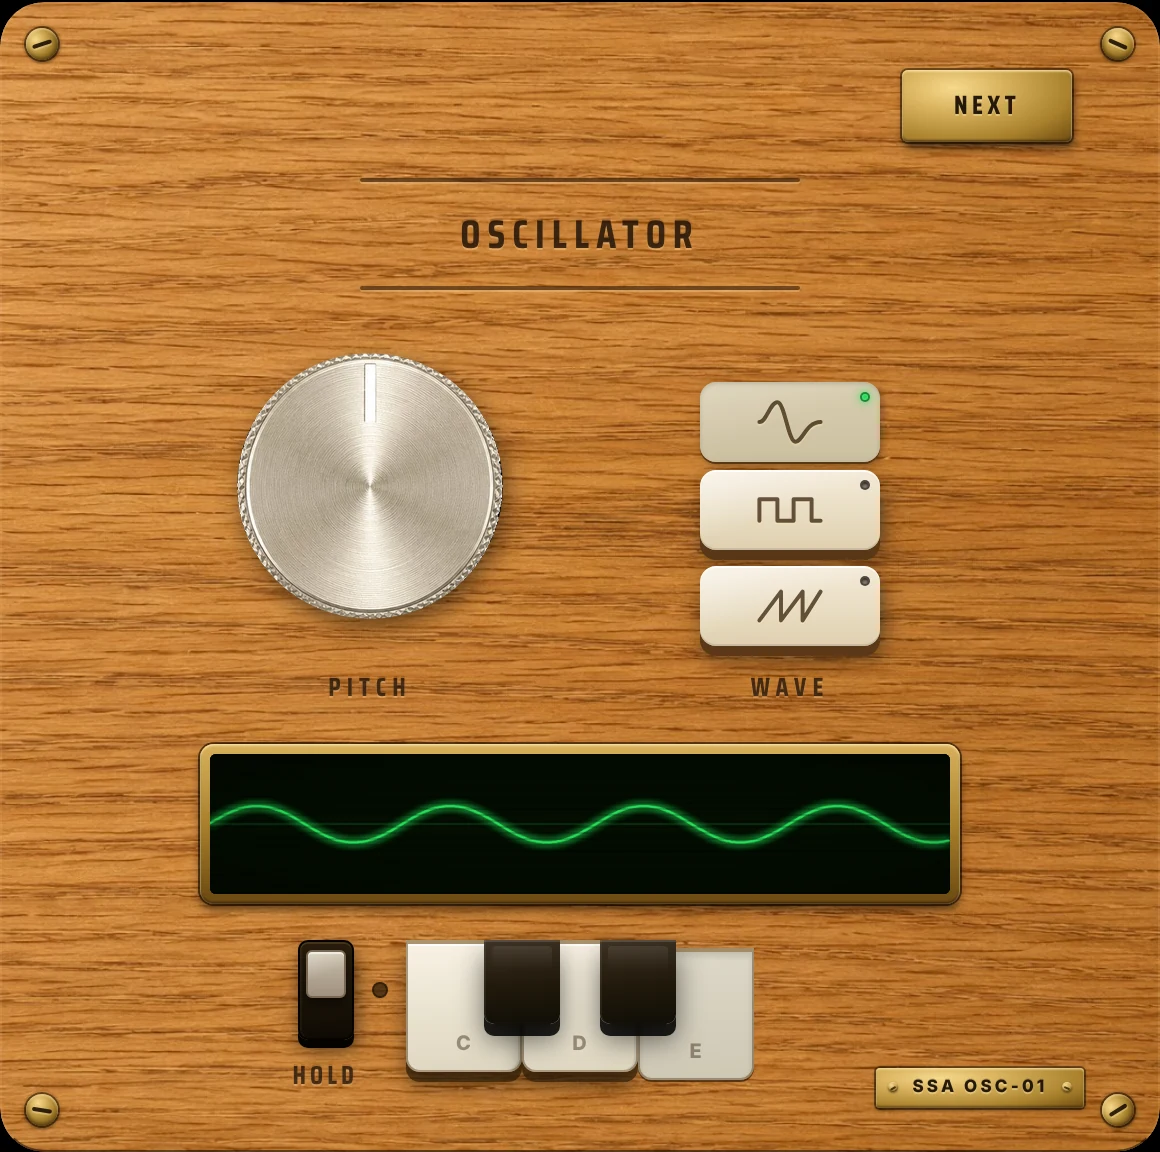 NEXT
OSCILLATOR
PITCH
WAVE
C D E
HOLD
SSA OSC-01